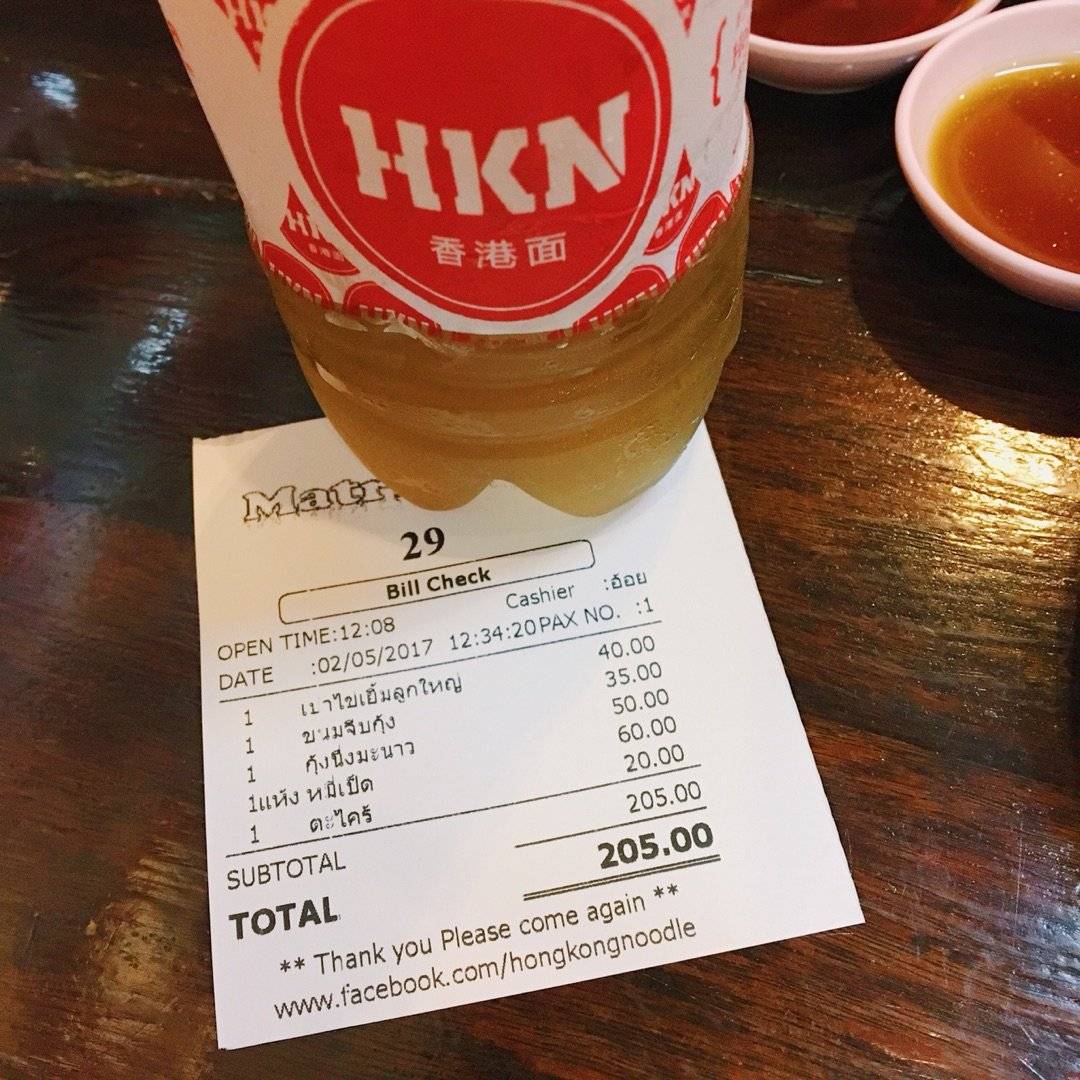 HKN
香港面
29
Bill Check
Cashier :อ้อย
OPEN TIME:12:08
DATE :02/05/2017 12:34:20 PAX NO. :1
1 เปาไข่เยิ้มลูกใหญ่ 40.00
1 ขนมจีบกุ้ง 35.00
1 กุ้งนึ่งมะนาว 50.00
1แห้ง หมี่เป็ด 60.00
1 ตะไคร้ 20.00
SUBTOTAL 205.00
TOTAL 205.00
** Thank you Please come again **
www.facebook.com/hongkongnoodle